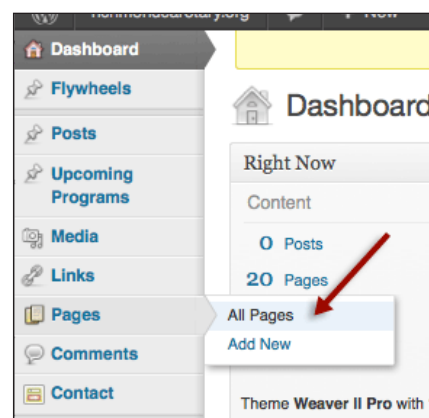 Dashboard
Flywheels
Posts
Upcoming
Programs
Media
Links
Pages
Comments
Contact
Dashboard
Right Now
Content
0 Posts
20 Pages
All Pages
Add New
Theme Weaver II Pro with